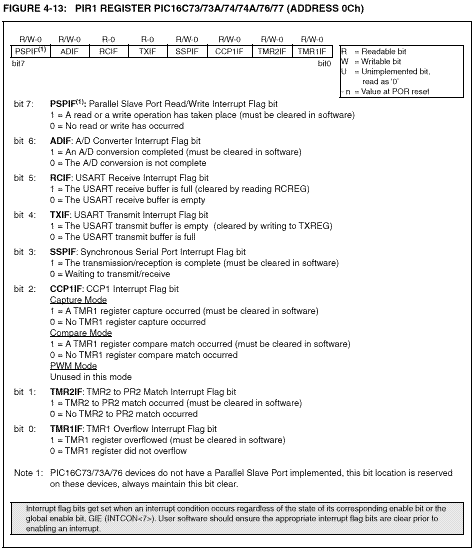 FIGURE 4-13: PIR1 REGISTER PIC16C73/73A/74/74A/76/77 (ADDRESS 0Ch)
R/W-0 R/W-0 R-0 R-0 R/W-0 R/W-0 R/W-0 R/W-0
PSPIF(1) ADIF RCIF TXIF SSPIF CCP1IF TMR2IF TMR1IF
bit7 bit0
R = Readable bit
W = Writable bit
U = Unimplemented bit,
read as '0'
- n = Value at POR reset
bit 7: PSPIF(1): Parallel Slave Port Read/Write Interrupt Flag bit
1 = A read or a write operation has taken place (must be cleared in software)
0 = No read or write has occurred
bit 6: ADIF: A/D Converter Interrupt Flag bit
1 = An A/D conversion completed (must be cleared in software)
0 = The A/D conversion is not complete
bit 5: RCIF: USART Receive Interrupt Flag bit
1 = The USART receive buffer is full (cleared by reading RCREG)
0 = The USART receive buffer is empty
bit 4: TXIF: USART Transmit Interrupt Flag bit
1 = The USART transmit buffer is empty (cleared by writing to TXREG)
0 = The USART transmit buffer is full
bit 3: SSPIF: Synchronous Serial Port Interrupt Flag bit
1 = The transmission/reception is complete (must be cleared in software)
0 = Waiting to transmit/receive
bit 2: CCP1IF: CCP1 Interrupt Flag bit
Capture Mode
1 = A TMR1 register capture occurred (must be cleared in software)
0 = No TMR1 register capture occurred
Compare Mode
1 = A TMR1 register compare match occurred (must be cleared in software)
0 = No TMR1 register compare match occurred
PWM Mode
Unused in this mode
bit 1: TMR2IF: TMR2 to PR2 Match Interrupt Flag bit
1 = TMR2 to PR2 match occurred (must be cleared in software)
0 = No TMR2 to PR2 match occurred
bit 0: TMR1IF: TMR1 Overflow Interrupt Flag bit
1 = TMR1 register overflowed (must be cleared in software)
0 = TMR1 register did not overflow
Note 1: PIC16C73/73A/76 devices do not have a Parallel Slave Port implemented, this bit location is reserved
on these devices, always maintain this bit clear.
Interrupt flag bits get set when an interrupt condition occurs regardless of the state of its corresponding enable bit or the
global enable bit, GIE (INTCON<7>). User software should ensure the appropriate interrupt flag bits are clear prior to
enabling an interrupt.